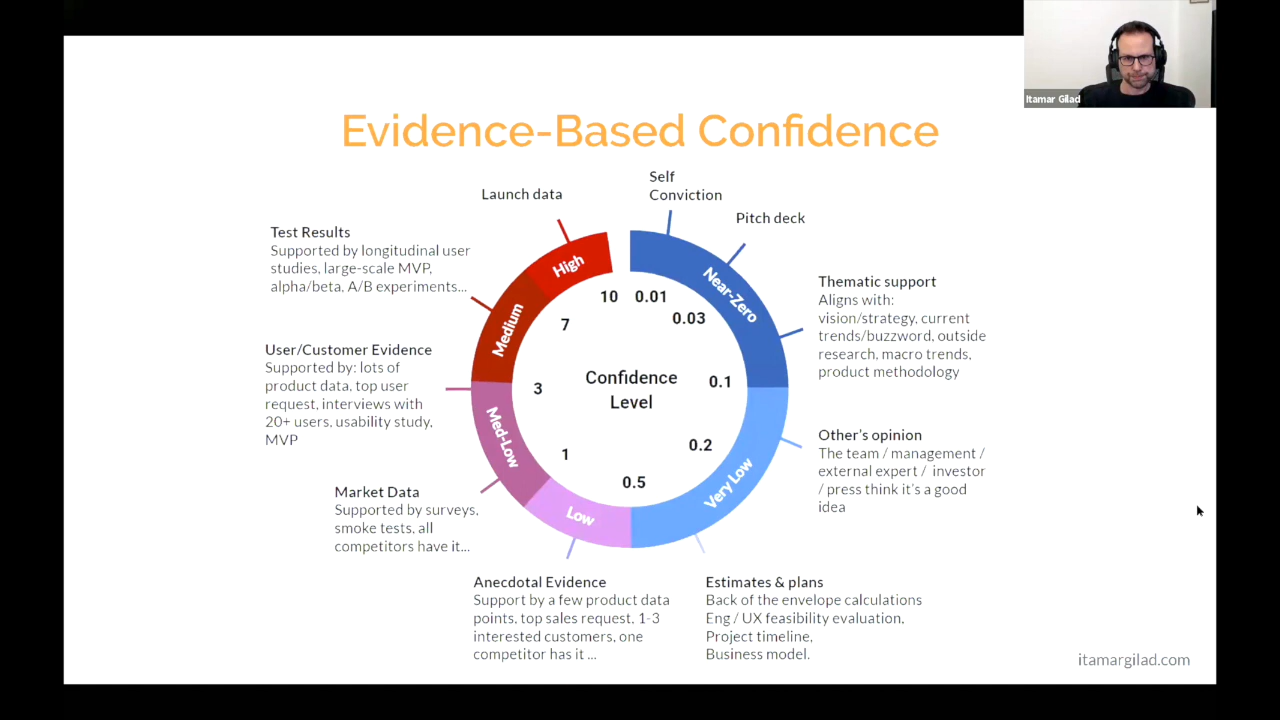 Itamar Gilad
Evidence-Based Confidence
Self
Conviction
Launch data
Pitch deck
Test Results
Supported by longitudinal user
studies, large-scale MVP,
alpha/beta, A/B experiments...
High
Near-Zero
Thematic support
Aligns with:
vision/strategy, current
trends/buzzword, outside
research, macro trends,
product methodology
10
0.01
0.03
7
Medium
User/Customer Evidence
Supported by: lots of
product data, top user
request, interviews with
20+ users, usability study,
MVP
Confidence
Level
0.1
3
Med-Low
Other's opinion
The team / management /
external expert / investor
/ press think it's a good
idea
0.2
1
0.5
Very Low
Low
Market Data
Supported by surveys,
smoke tests, all
competitors have it...
Anecdotal Evidence
Support by a few product data
points, top sales request, 1-3
interested customers, one
competitor has it ...
Estimates & plans
Back of the envelope calculations
Eng / UX feasibility evaluation,
Project timeline,
Business model.
itamargilad.com